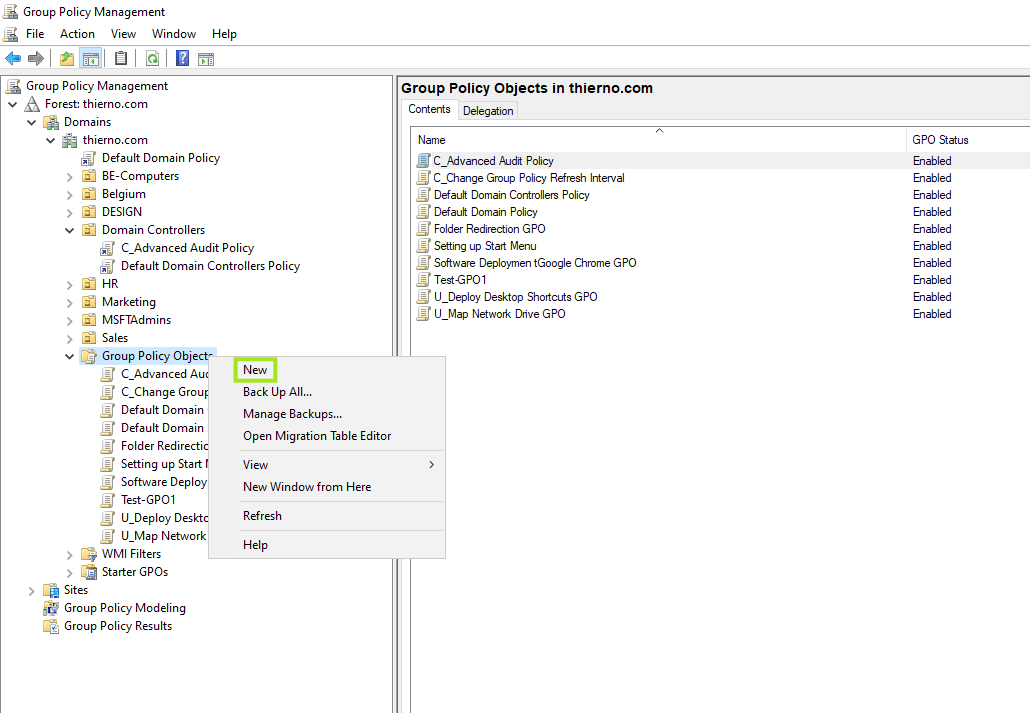 Group Policy Management
File Action View Window Help
Group Policy Management
Forest: thierno.com
Domains
thierno.com
Default Domain Policy
BE-Computers
Belgium
DESIGN
Domain Controllers
C_Advanced Audit Policy
Default Domain Controllers Policy
HR
Marketing
MSFTAdmins
Sales
Group Policy Objects
C_Advanced Aud
C_Change Group
Default Domain
Default Domain
Folder Redirectio
Setting up Start
Software Deploy
Test-GPO1
U_Deploy Deskto
U_Map Network
WMI Filters
Starter GPOs
Sites
Group Policy Modeling
Group Policy Results
New
Back Up All...
Manage Backups...
Open Migration Table Editor
View
New Window from Here
Refresh
Help
Group Policy Objects in thierno.com
Contents Delegation
Name GPO Status
C_Advanced Audit Policy Enabled
C_Change Group Policy Refresh Interval Enabled
Default Domain Controllers Policy Enabled
Default Domain Policy Enabled
Folder Redirection GPO Enabled
Setting up Start Menu Enabled
Software Deploymen tGoogle Chrome GPO Enabled
Test-GPO1 Enabled
U_Deploy Desktop Shortcuts GPO Enabled
U_Map Network Drive GPO Enabled